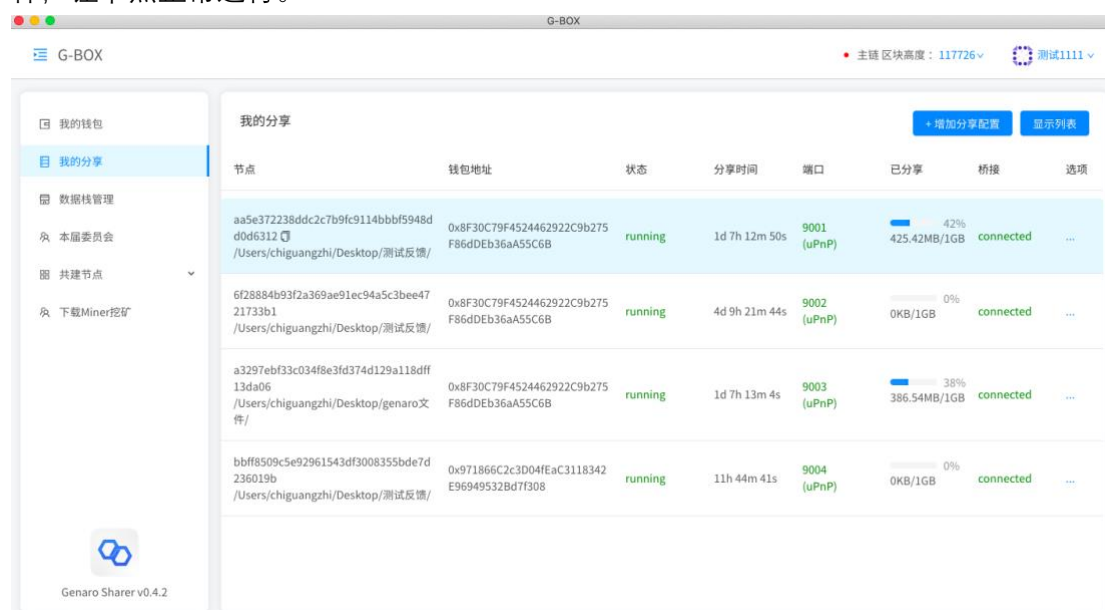 G-BOX
G-BOX
主链 区块高度： 117726
测试1111
我的钱包
我的分享
数据栈管理
本届委员会
共建节点
下载Miner挖矿
Genaro Sharer v0.4.2
我的分享
+ 增加分享配置
显示列表
节点 钱包地址 状态 分享时间 端口 已分享 桥接 选项
aa5e372238ddc2c7b9fc9114bbbf5948d
d0d6312
/Users/chiguangzhi/Desktop/测试反馈/
0x8F30C79F4524462922C9b275
F86dDEb36aA55C6B
running
1d 7h 12m 50s
9001
(uPnP)
42%
425.42MB/1GB
connected
...
6f28884b93f2a369ae91ec94a5c3bee47
21733b1
/Users/chiguangzhi/Desktop/测试反馈/
0x8F30C79F4524462922C9b275
F86dDEb36aA55C6B
running
4d 9h 21m 44s
9002
(uPnP)
0%
0KB/1GB
connected
...
a3297ebf33c034f8e3fd374d129a118dff
13da06
/Users/chiguangzhi/Desktop/genaro文
件/
0x8F30C79F4524462922C9b275
F86dDEb36aA55C6B
running
1d 7h 13m 4s
9003
(uPnP)
38%
386.54MB/1GB
connected
...
bbff8509c5e92961543df3008355bde7d
236019b
/Users/chiguangzhi/Desktop/测试反馈/
0x971866C2c3D04fEaC3118342
E96949532Bd7f308
running
11h 44m 41s
9004
(uPnP)
0%
0KB/1GB
connected
...